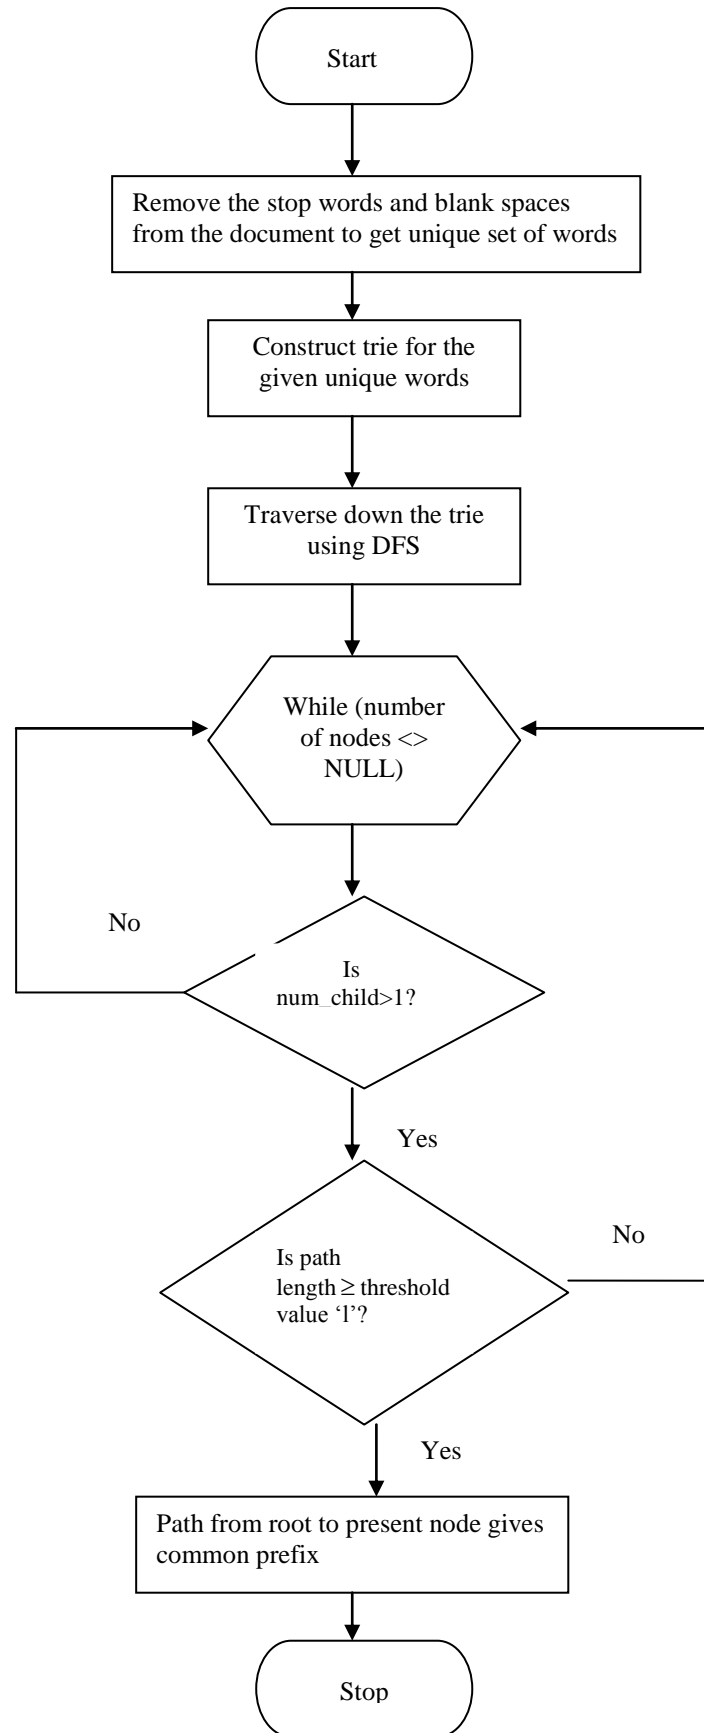 Start
Remove the stop words and blank spaces
from the document to get unique set of words
Construct trie for the
given unique words
Traverse down the trie
using DFS
While (number
of nodes <>
NULL)
No
Is
num_child>1?
Yes
Is path
length ≥ threshold
value ‘l’?
No
Yes
Path from root to present node gives
common prefix
Stop